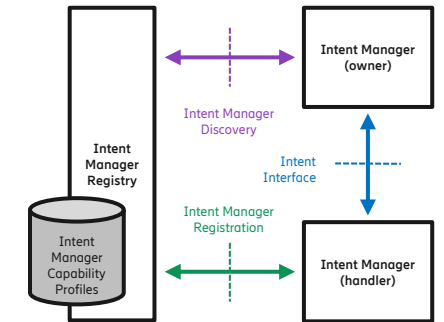 Intent Manager
(owner)
Intent Manager
Discovery
Intent
Manager
Registry
Intent
Interface
Intent Manager
Registration
Intent
Manager
Capability
Profiles
Intent Manager
(handler)